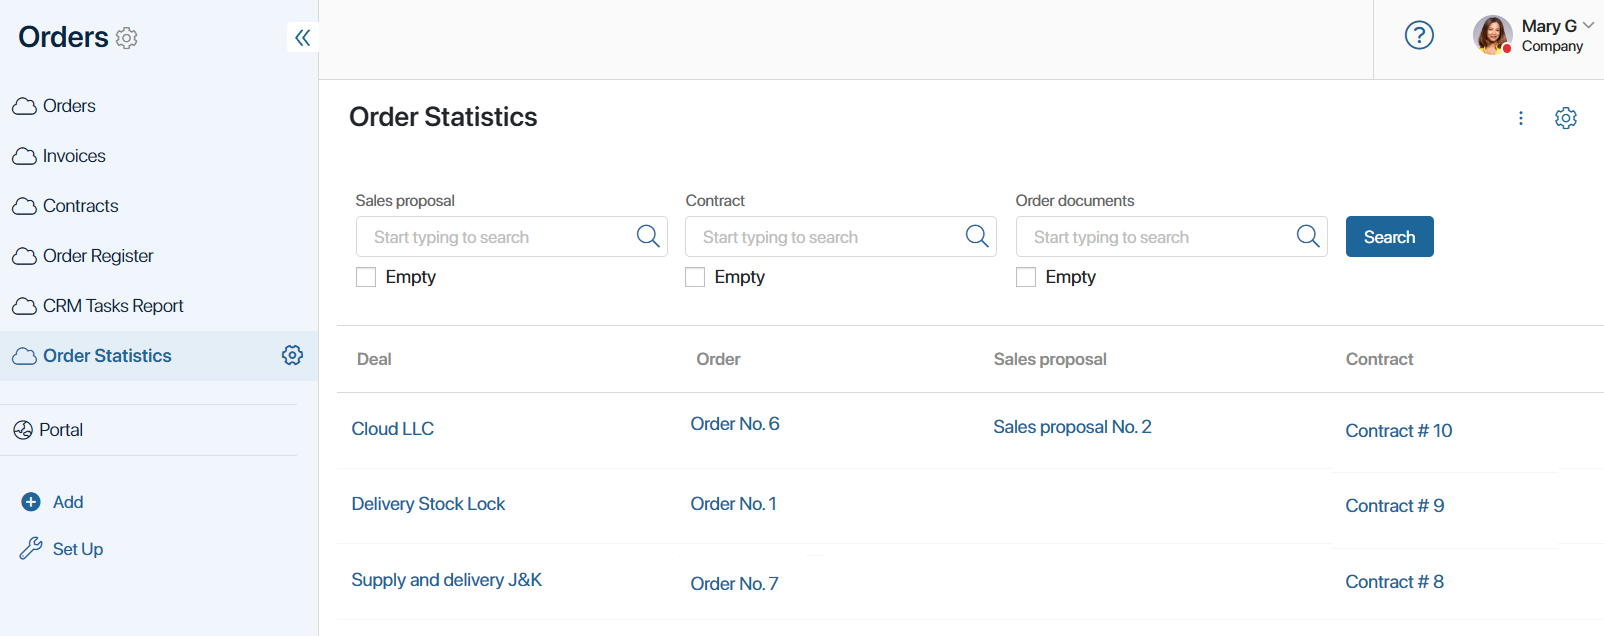 Orders
Mary G
Company
Orders
Invoices
Contracts
Order Register
CRM Tasks Report
Order Statistics
Portal
Add
Set Up
Order Statistics
Sales proposal Contract Order documents
Start typing to search Start typing to search Start typing to search Search
Empty Empty Empty
Deal Order Sales proposal Contract
Cloud LLC Order No. 6 Sales proposal No. 2 Contract # 10
Delivery Stock Lock Order No. 1 Contract # 9
Supply and delivery J&K Order No. 7 Contract # 8